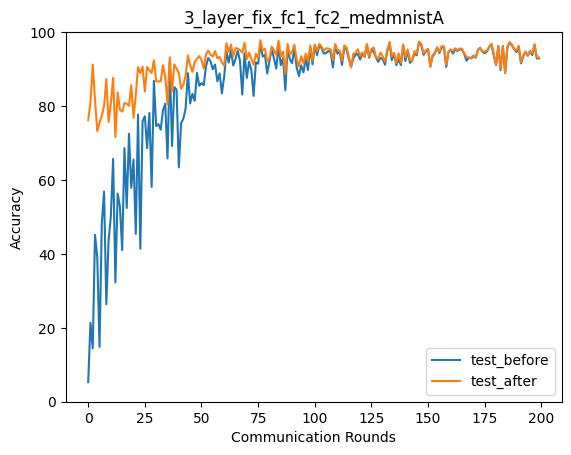 3_layer_fix_fc1_fc2_medmnistA
100
80
60
40
20
0
Accuracy
0 25 50 75 100 125 150 175 200
Communication Rounds
test_before
test_after